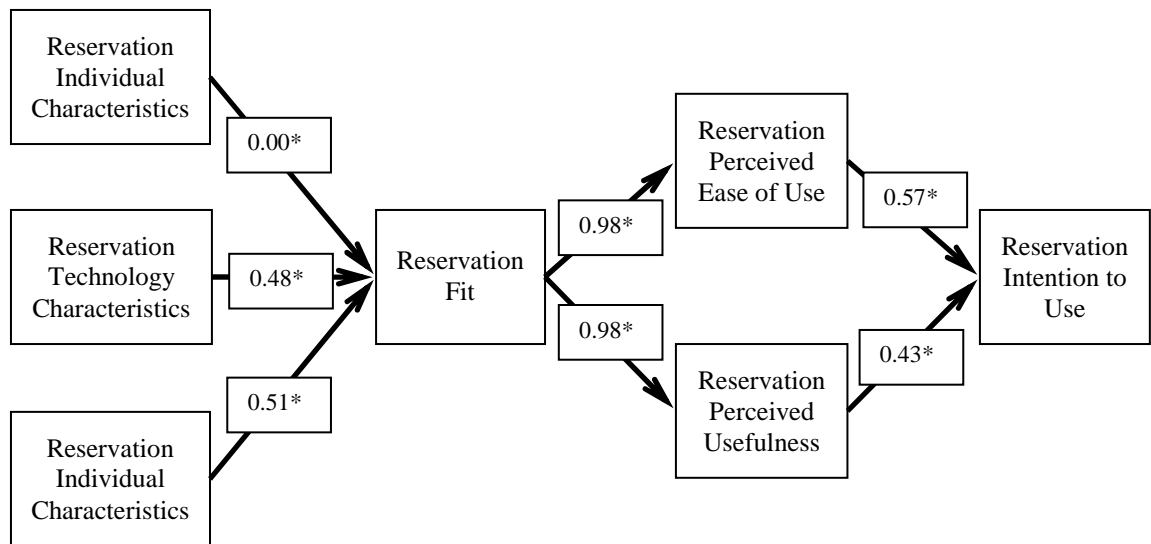 Reservation
Individual
Characteristics
0.00*
Reservation
Technology
Characteristics
0.48*
Reservation
Individual
Characteristics
0.51*
Reservation
Fit
0.98*
0.98*
Reservation
Perceived
Ease of Use
Reservation
Perceived
Usefulness
0.57*
0.43*
Reservation
Intention to
Use